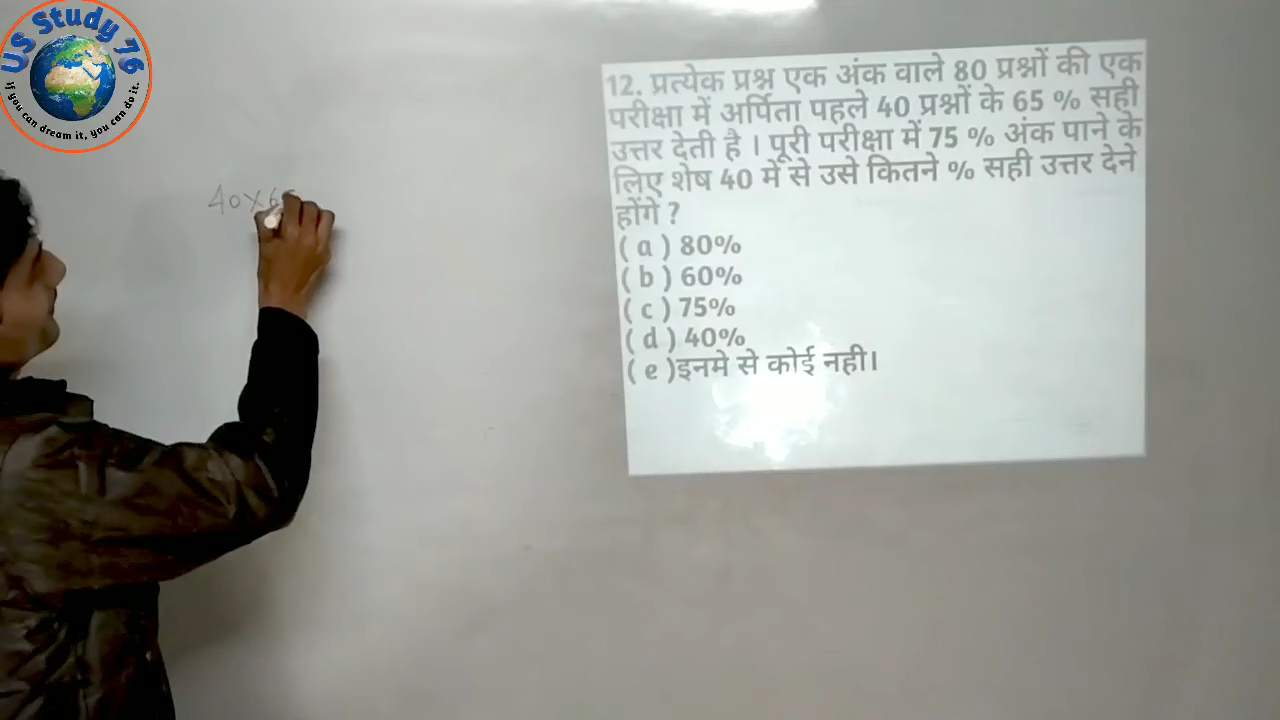 US Study 76
If you can dream it, you can do it.
40x6
12. प्रत्येक प्रश्न एक अंक वाले 80 प्रश्नों की एक
परीक्षा में अर्पिता पहले 40 प्रश्नों के 65 % सही
उत्तर देती है । पूरी परीक्षा में 75 % अंक पाने के
लिए शेष 40 में से उसे कितने % सही उत्तर देने
होंगे ?
( a ) 80%
( b ) 60%
( c ) 75%
( d ) 40%
( e )इनमे से कोई नही।